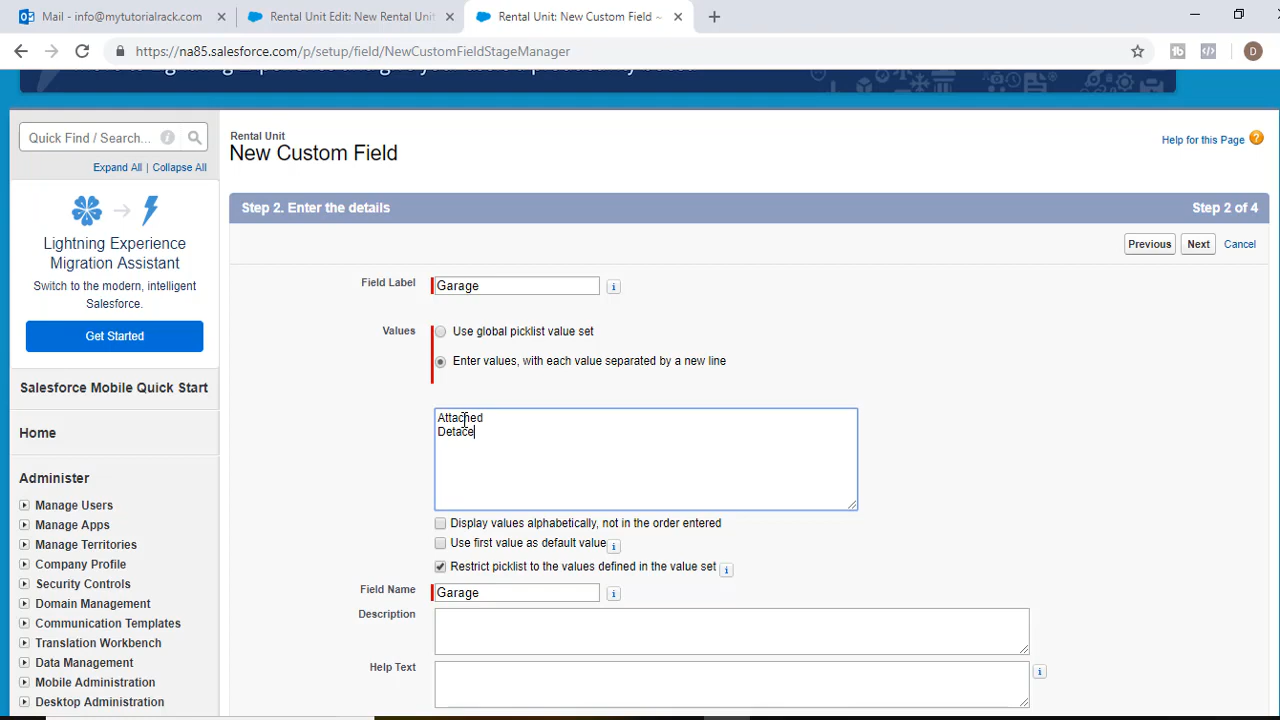 Mail - info@mytutorialrack.com
Rental Unit Edit: New Rental Unit
Rental Unit: New Custom Field ~
https://na85.salesforce.com/p/setup/field/NewCustomFieldStageManager
D
Quick Find / Search...
Expand All | Collapse All
Lightning Experience
Migration Assistant
Switch to the modern, intelligent
Salesforce.
Get Started
Salesforce Mobile Quick Start
Home
Administer
Manage Users
Manage Apps
Manage Territories
Company Profile
Security Controls
Domain Management
Communication Templates
Translation Workbench
Data Management
Mobile Administration
Desktop Administration
Rental Unit
New Custom Field
Help for this Page
Step 2. Enter the details
Step 2 of 4
Previous
Next
Cancel
Field Label
Garage
Values
Use global picklist value set
Enter values, with each value separated by a new line
Attached
Detace
Display values alphabetically, not in the order entered
Use first value as default value
Restrict picklist to the values defined in the value set
Field Name
Garage
Description
Help Text